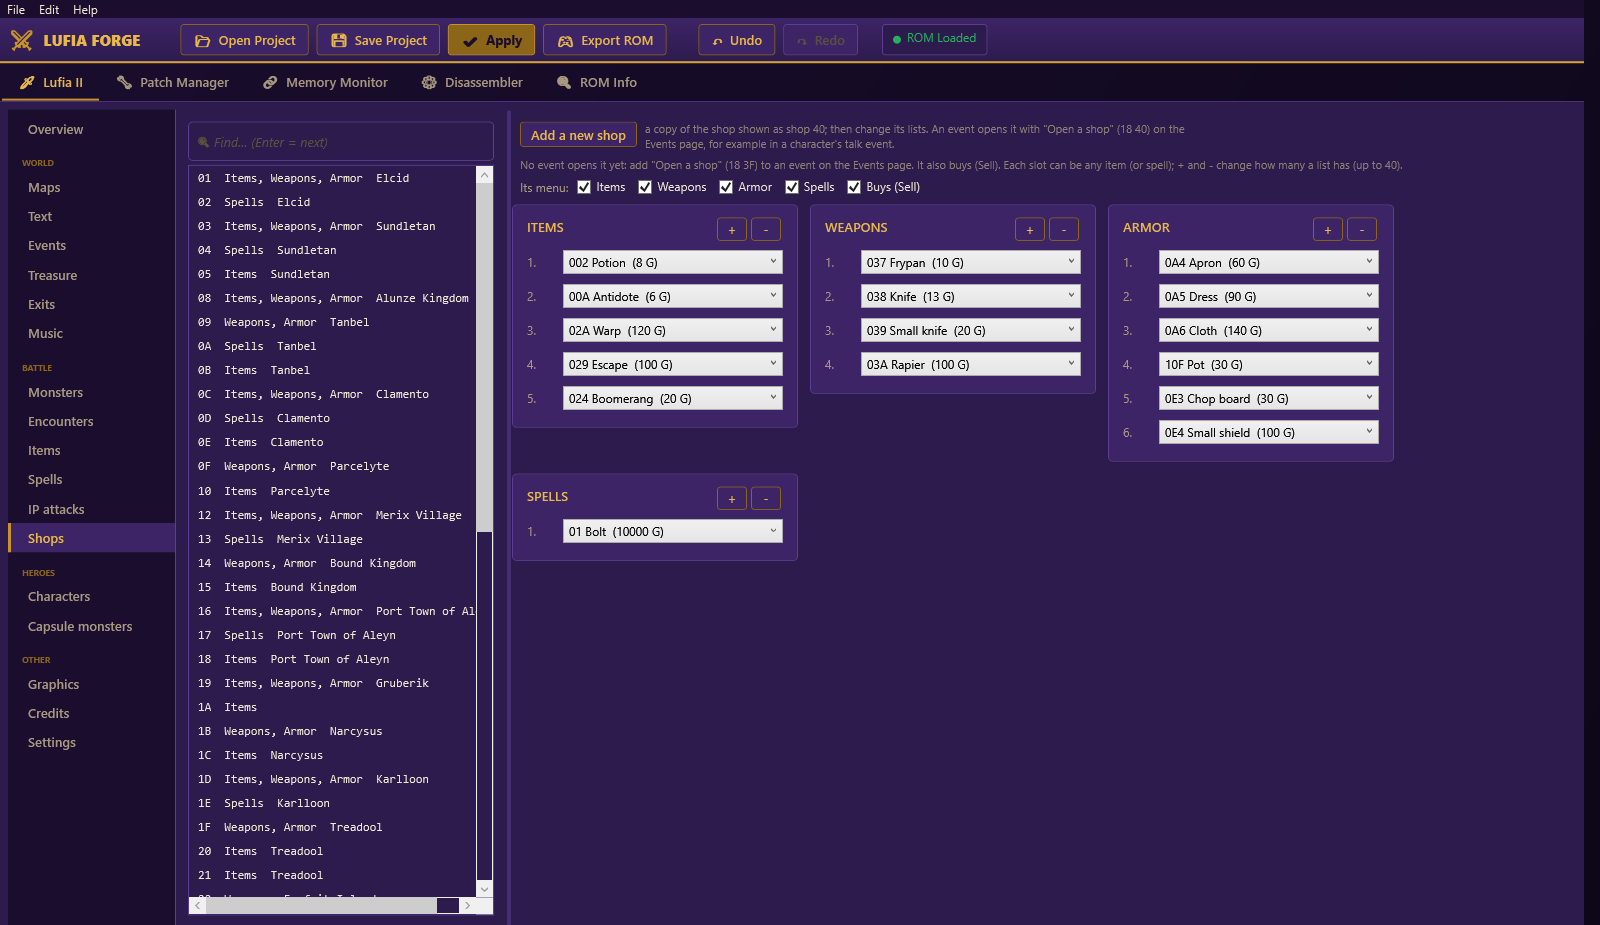 File Edit Help
LUFIA FORGE
Open Project
Save Project
Apply
Export ROM
Undo
Redo
ROM Loaded
Lufia II
Patch Manager
Memory Monitor
Disassembler
ROM Info
Overview
WORLD
Maps
Text
Events
Treasure
Exits
Music
BATTLE
Monsters
Encounters
Items
Spells
IP attacks
Shops
HEROES
Characters
Capsule monsters
OTHER
Graphics
Credits
Settings
Find... (Enter = next)
01 Items, Weapons, Armor Elcid
02 Spells Elcid
03 Items, Weapons, Armor Sundletan
04 Spells Sundletan
05 Items Sundletan
08 Items, Weapons, Armor Alunze Kingdom
09 Weapons, Armor Tanbel
0A Spells Tanbel
0B Items Tanbel
0C Items, Weapons, Armor Clamento
0D Spells Clamento
0E Items Clamento
0F Weapons, Armor Parcelyte
10 Items Parcelyte
12 Items, Weapons, Armor Merix Village
13 Spells Merix Village
14 Weapons, Armor Bound Kingdom
15 Items Bound Kingdom
16 Items, Weapons, Armor Port Town of Al
17 Spells Port Town of Aleyn
18 Items Port Town of Aleyn
19 Items, Weapons, Armor Gruberik
1A Items
1B Weapons, Armor Narcysus
1C Items Narcysus
1D Items, Weapons, Armor Karlloon
1E Spells Karlloon
1F Weapons, Armor Treadool
20 Items Treadool
21 Items Treadool
Add a new shop
a copy of the shop shown as shop 40; then change its lists. An event opens it with "Open a shop" (18 40) on the
Events page, for example in a character's talk event.
No event opens it yet: add "Open a shop" (18 3F) to an event on the Events page. It also buys (Sell). Each slot can be any item (or spell); + and - change how many a list has (up to 40).
Its menu: Items Weapons Armor Spells Buys (Sell)
ITEMS + -
1. 002 Potion (8 G)
2. 00A Antidote (6 G)
3. 02A Warp (120 G)
4. 029 Escape (100 G)
5. 024 Boomerang (20 G)
WEAPONS + -
1. 037 Frypan (10 G)
2. 038 Knife (13 G)
3. 039 Small knife (20 G)
4. 03A Rapier (100 G)
ARMOR + -
1. 0A4 Apron (60 G)
2. 0A5 Dress (90 G)
3. 0A6 Cloth (140 G)
4. 10F Pot (30 G)
5. 0E3 Chop board (30 G)
6. 0E4 Small shield (100 G)
SPELLS + -
1. 01 Bolt (10000 G)